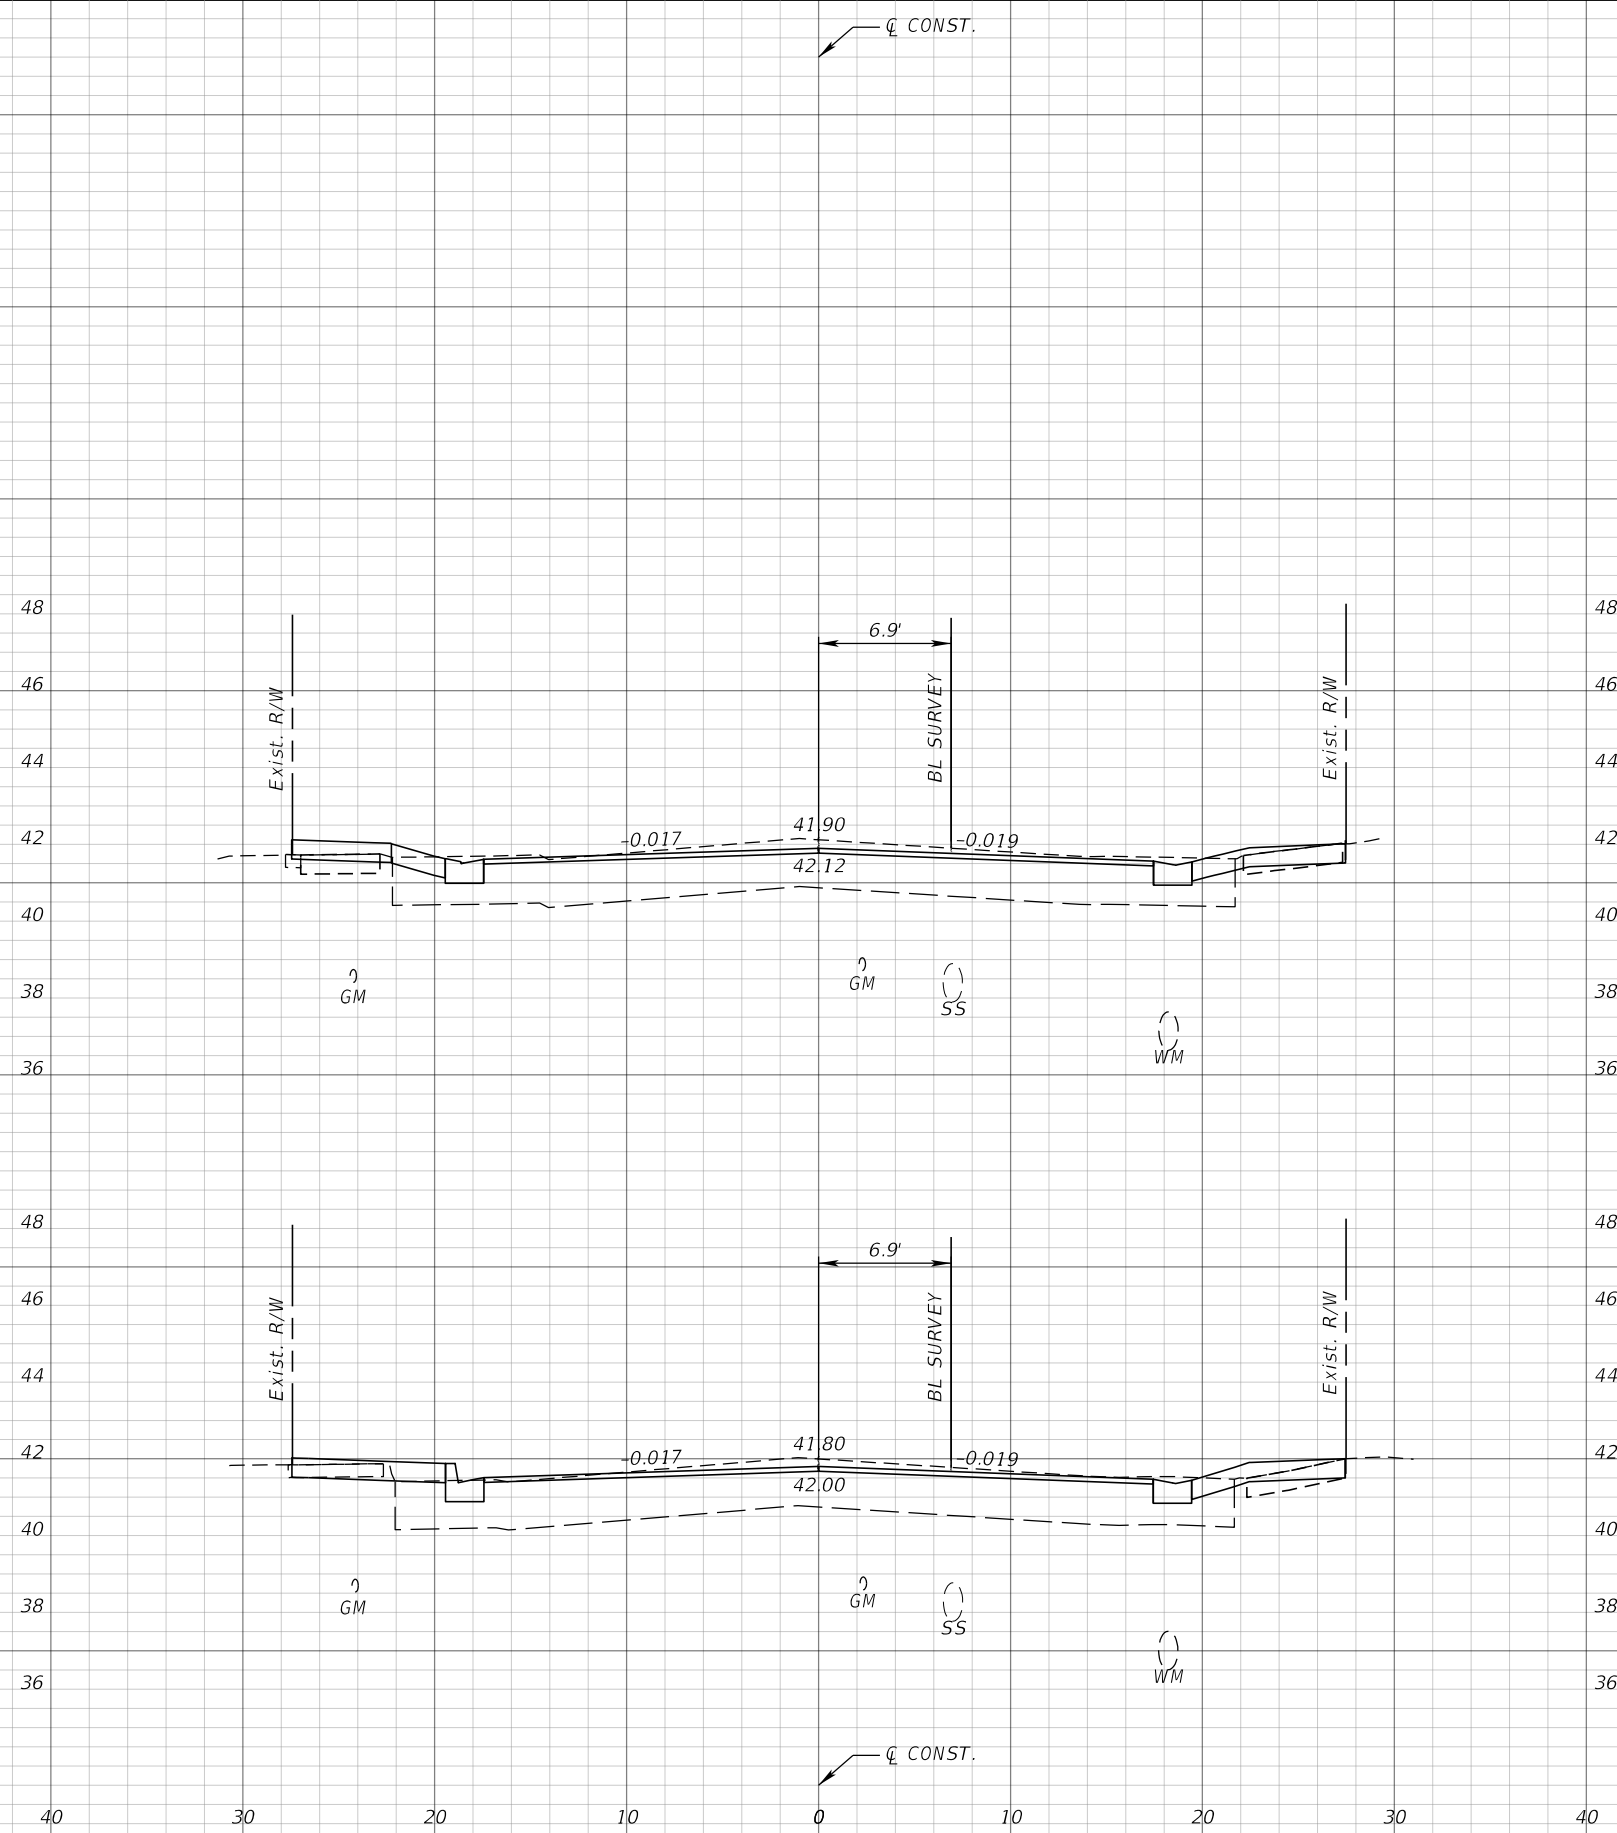 ℄ CONST.
48 48
6.9'
46 Exist. R/W BL SURVEY Exist. R/W 46
44 44
42 -0.017 41.90 -0.019 42
42.12
40 40
38 GM GM SS 38
WM
36 36
48 48
6.9'
46 Exist. R/W BL SURVEY Exist. R/W 46
44 44
42 -0.017 41.80 -0.019 42
42.00
40 40
38 GM GM SS 38
WM
36 36
℄ CONST.
40 30 20 10 0 10 20 30 40